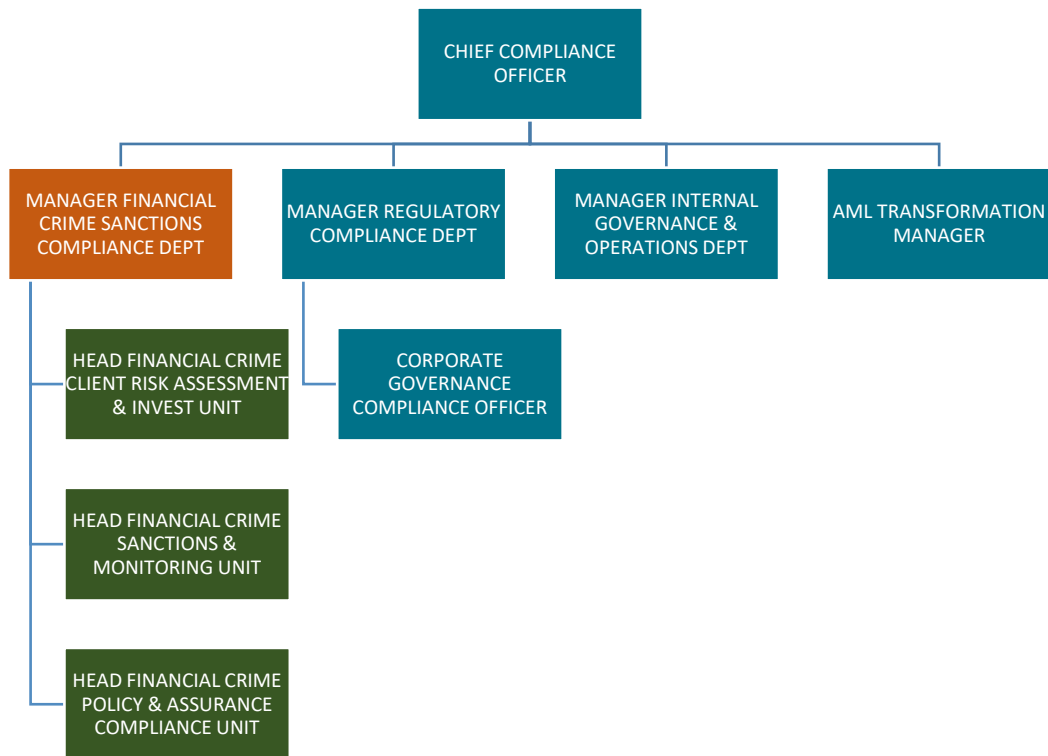 CHIEF COMPLIANCE
OFFICER
MANAGER FINANCIAL
CRIME SANCTIONS
COMPLIANCE DEPT
MANAGER REGULATORY
COMPLIANCE DEPT
MANAGER INTERNAL
GOVERNANCE &
OPERATIONS DEPT
AML TRANSFORMATION
MANAGER
HEAD FINANCIAL CRIME
CLIENT RISK ASSESSMENT
& INVEST UNIT
CORPORATE
GOVERNANCE
COMPLIANCE OFFICER
HEAD FINANCIAL CRIME
SANCTIONS &
MONITORING UNIT
HEAD FINANCIAL CRIME
POLICY & ASSURANCE
COMPLIANCE UNIT